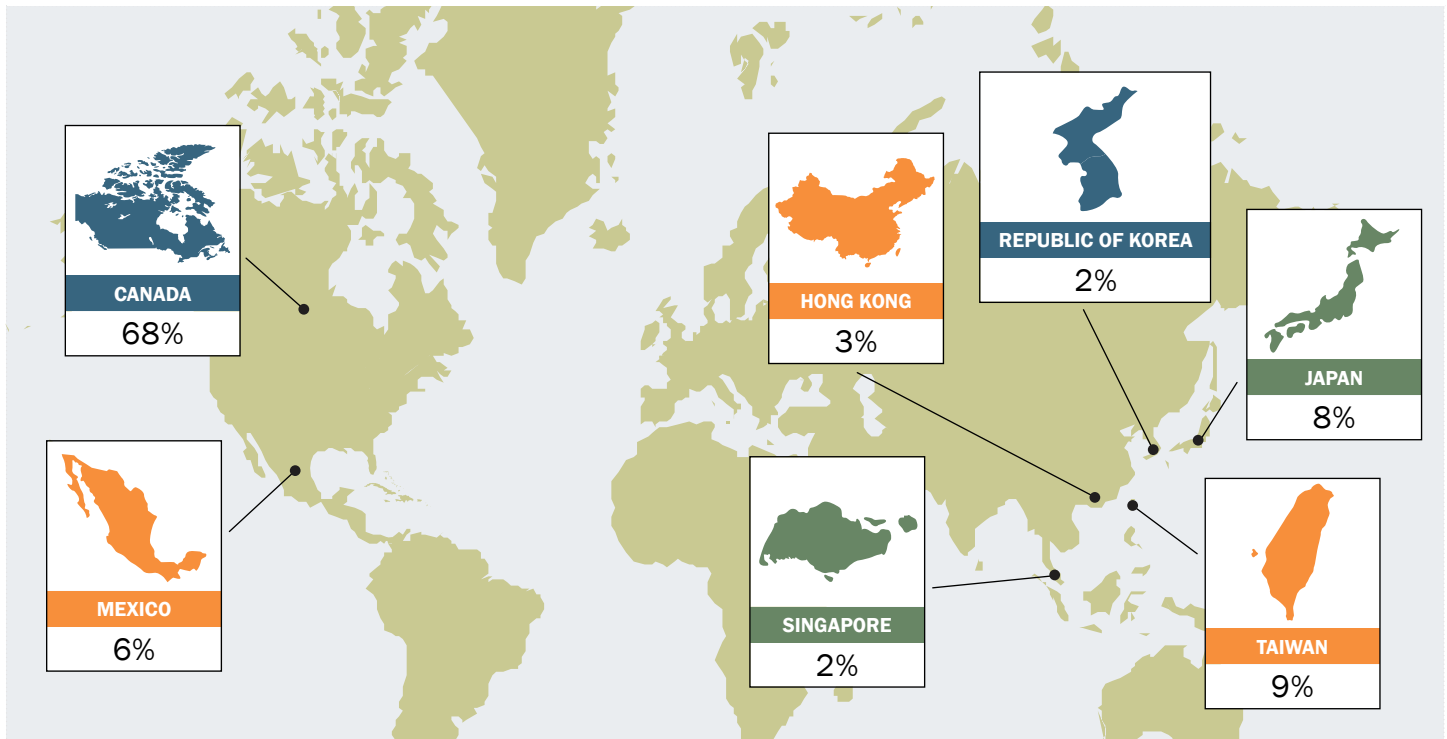 CANADA
68%
MEXICO
6%
HONG KONG
3%
SINGAPORE
2%
REPUBLIC OF KOREA
2%
JAPAN
8%
TAIWAN
9%